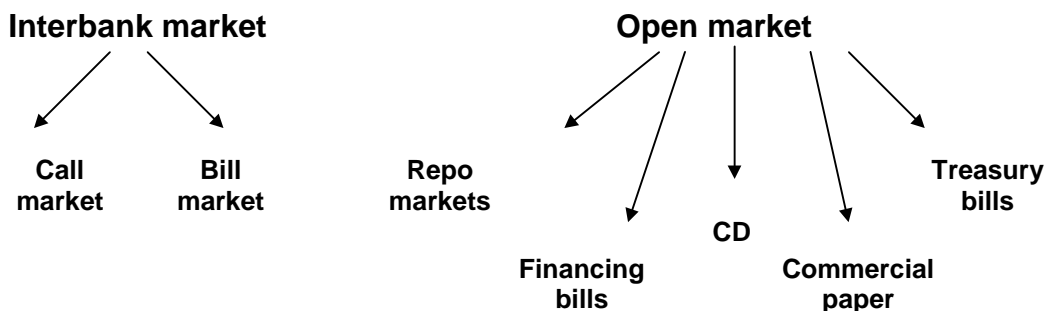 Interbank market
Open market
Call
market
Bill
market
Repo
markets
Treasury
bills
CD
Financing
bills
Commercial
paper